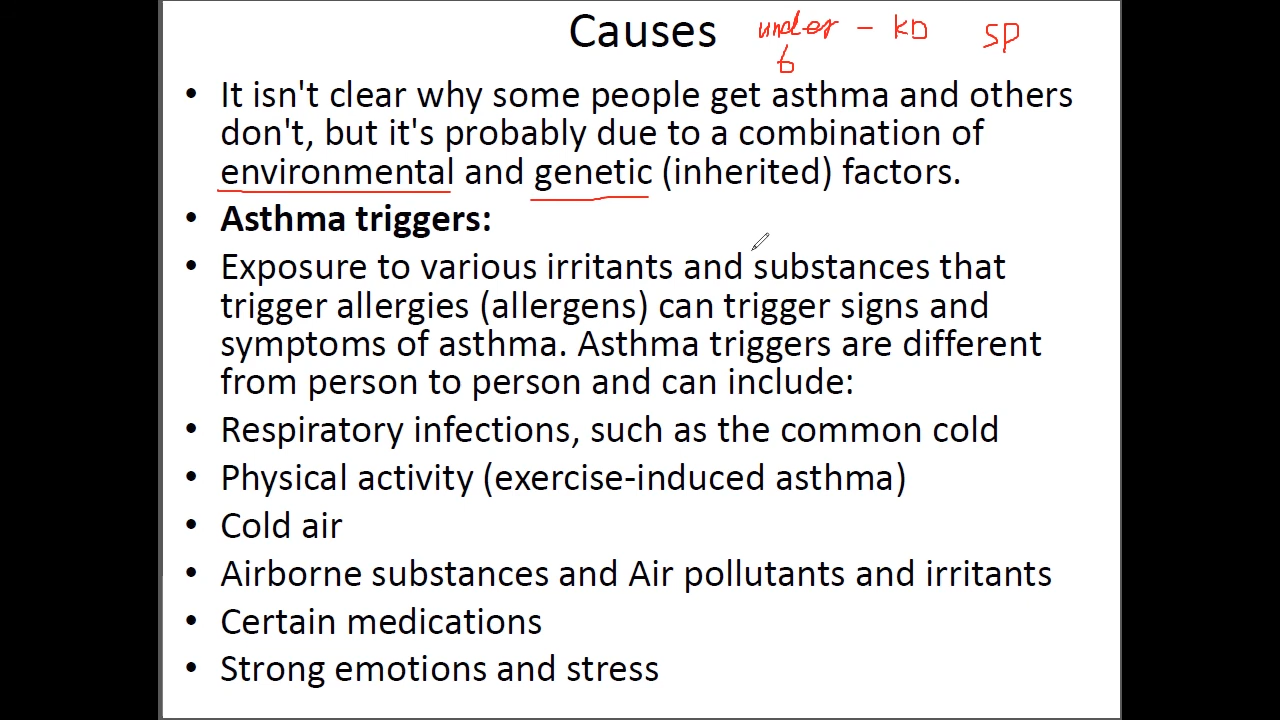 Causes under - KD SP
6
• It isn't clear why some people get asthma and others
don't, but it's probably due to a combination of
environmental and genetic (inherited) factors.
• Asthma triggers:
• Exposure to various irritants and substances that
trigger allergies (allergens) can trigger signs and
symptoms of asthma. Asthma triggers are different
from person to person and can include:
• Respiratory infections, such as the common cold
• Physical activity (exercise-induced asthma)
• Cold air
• Airborne substances and Air pollutants and irritants
• Certain medications
• Strong emotions and stress